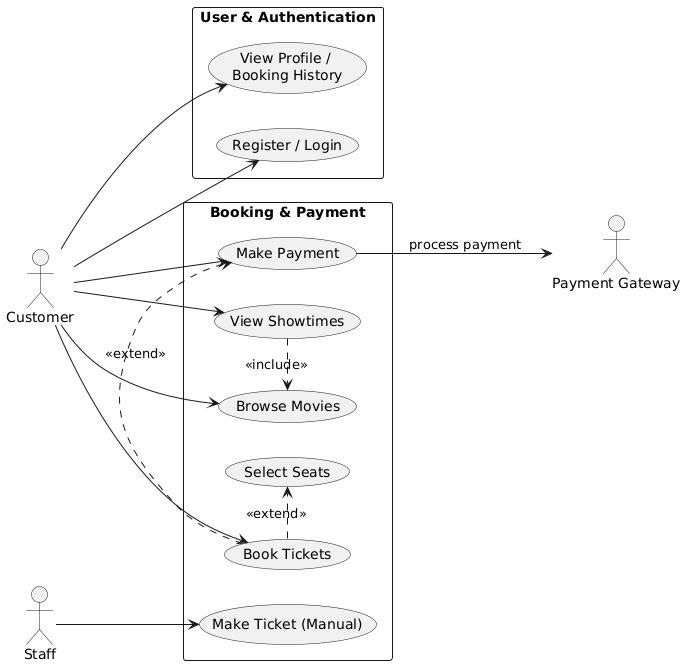 User & Authentication
View Profile /
Booking History
Register / Login
Booking & Payment
Make Payment
process payment
Payment Gateway
Customer
View Showtimes
«extend»
«include»
Browse Movies
Select Seats
«extend»
Book Tickets
Make Ticket (Manual)
Staff